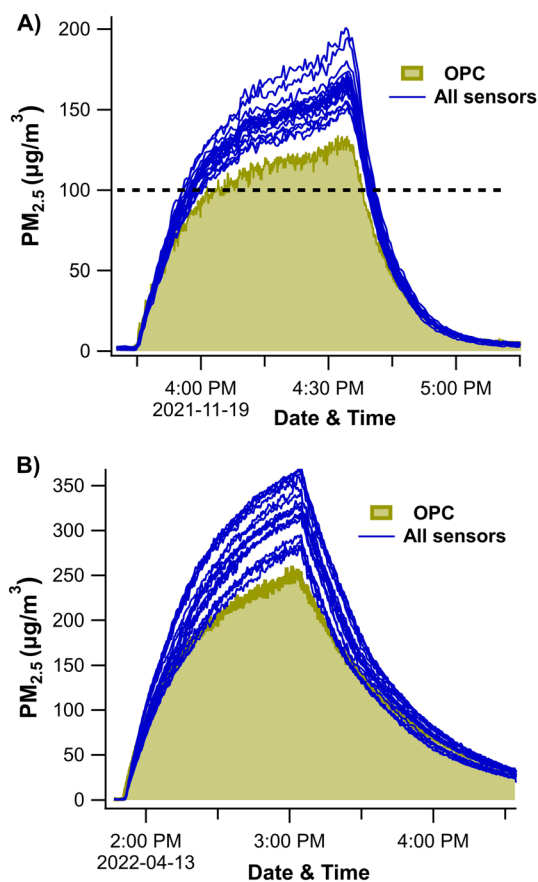 A)
200
150
100
50
0
PM2.5 (µg/m3)
OPC
All sensors
4:00 PM 4:30 PM 5:00 PM
2021-11-19
Date & Time
B)
350
300
250
200
150
100
50
0
PM2.5 (µg/m3)
OPC
All sensors
2:00 PM 3:00 PM 4:00 PM
2022-04-13
Date & Time